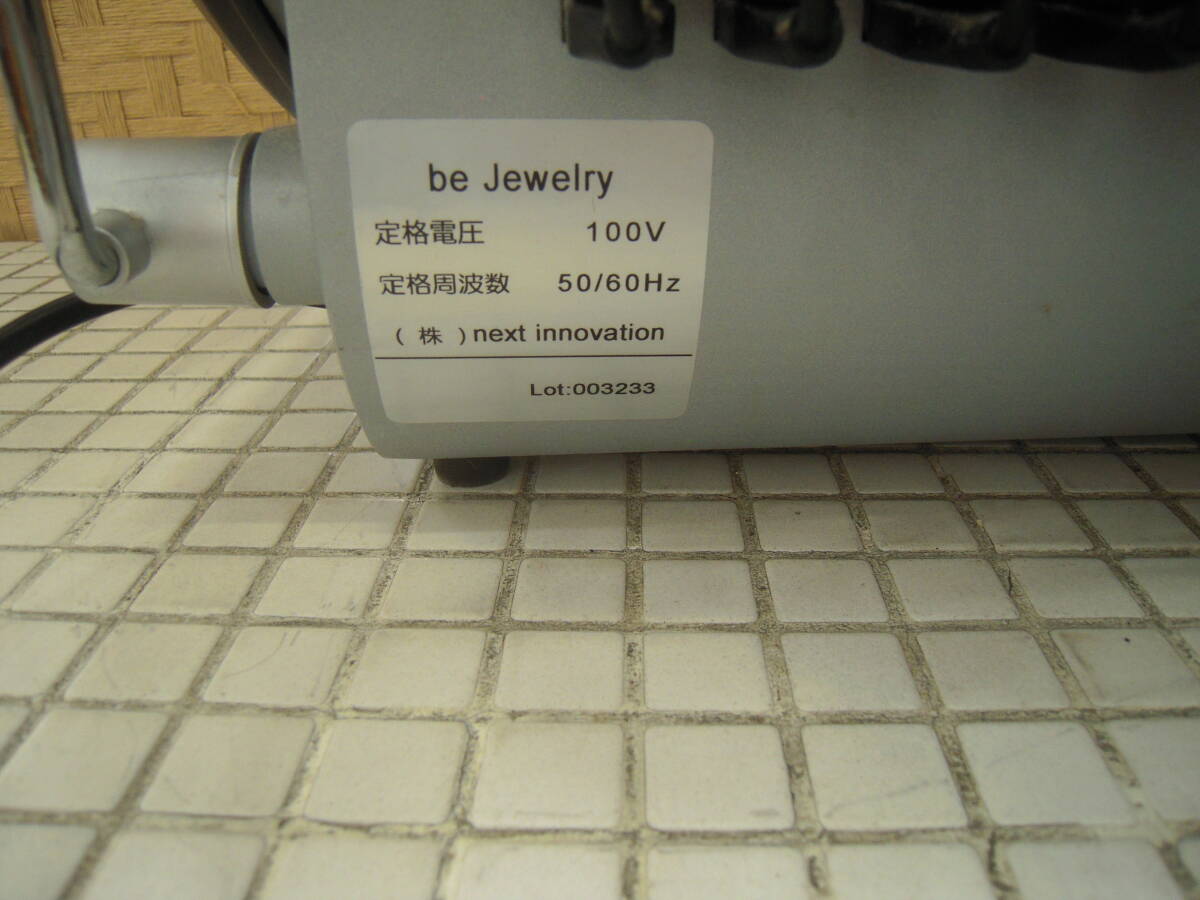 be Jewelry
定格電圧 100V
定格周波数 50/60Hz
(株)next innovation
Lot:003233